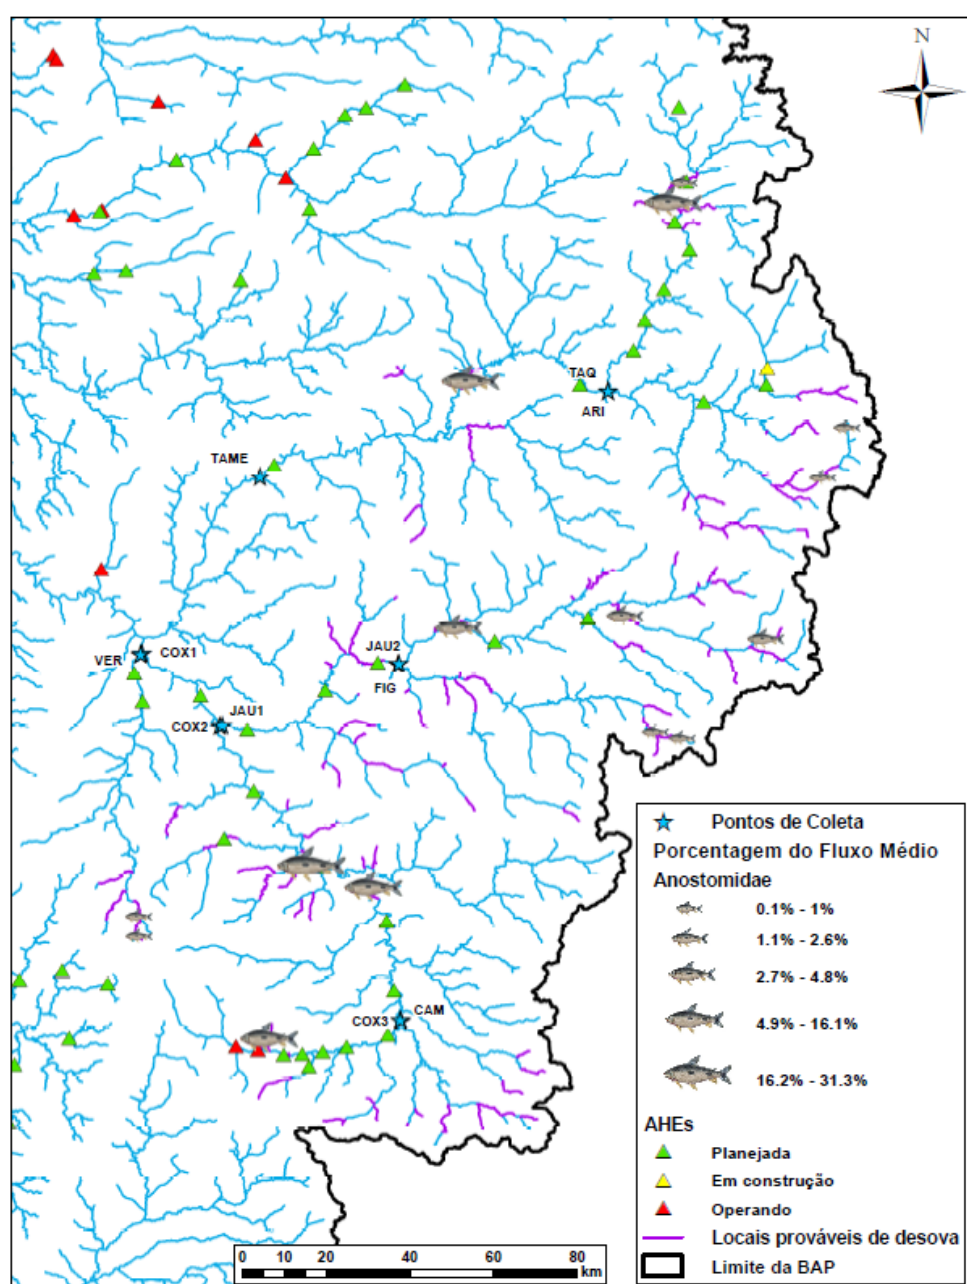 N
TAQ
ARI
TAME
VER
COX1
JAU2
FIG
JAU1
COX2
COX3
CAM
Pontos de Coleta
Porcentagem do Fluxo Médio
Anostomidae
0.1% - 1%
1.1% - 2.6%
2.7% - 4.8%
4.9% - 16.1%
16.2% - 31.3%
AHEs
Planejada
Em construção
Operando
Locais prováveis de desova
Limite da BAP
0 10 20 40 60 80
km